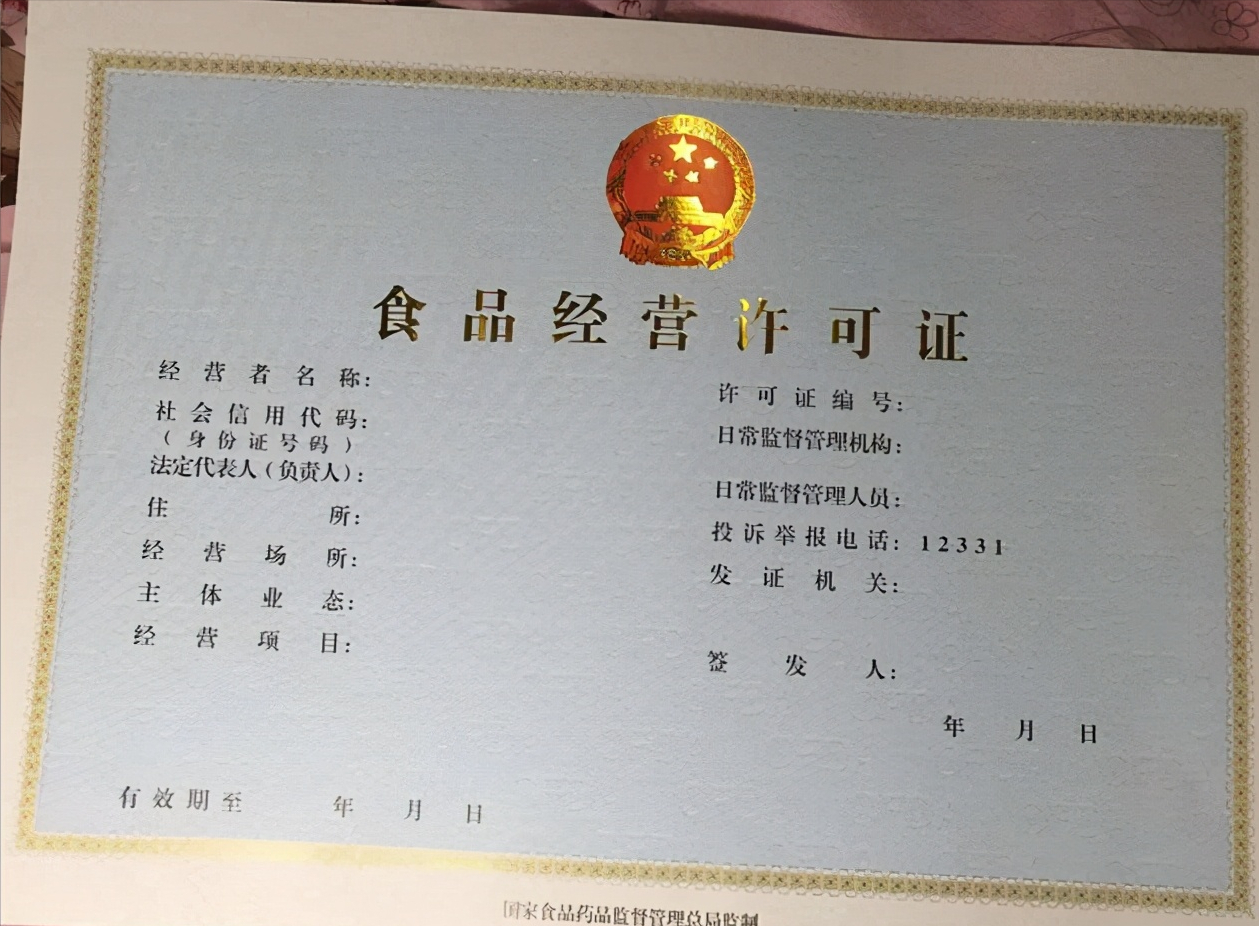 食品经营许可证
经营者名称：
社会信用代码：
（身份证号码）
法定代表人（负责人）：
住所：
经营场所：
主体业态：
经营项目：
有效期至 年 月 日
许可证编号：
日常监督管理机构：
日常监督管理人员：
投诉举报电话：12331
发证机关：
签发人：
年 月 日
国家食品药品监督管理总局监制